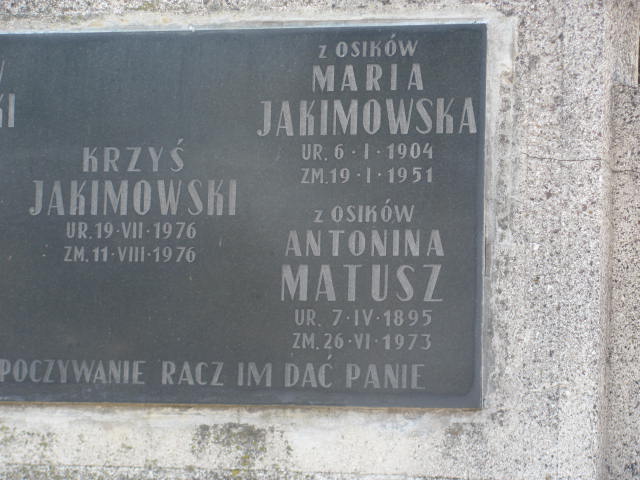 KRZYŚ
JAKIMOWSKI
UR. 19·VII·1976
ZM. 11·VIII·1976
z OSIKÓW
MARIA
JAKIMOWSKA
UR. 6·I·1904
ZM. 19·I·1951
z OSIKÓW
ANTONINA
MATUSZ
UR. 7·IV·1895
ZM. 26·VI·1973
POCZYWANIE RACZ IM DAĆ PANIE